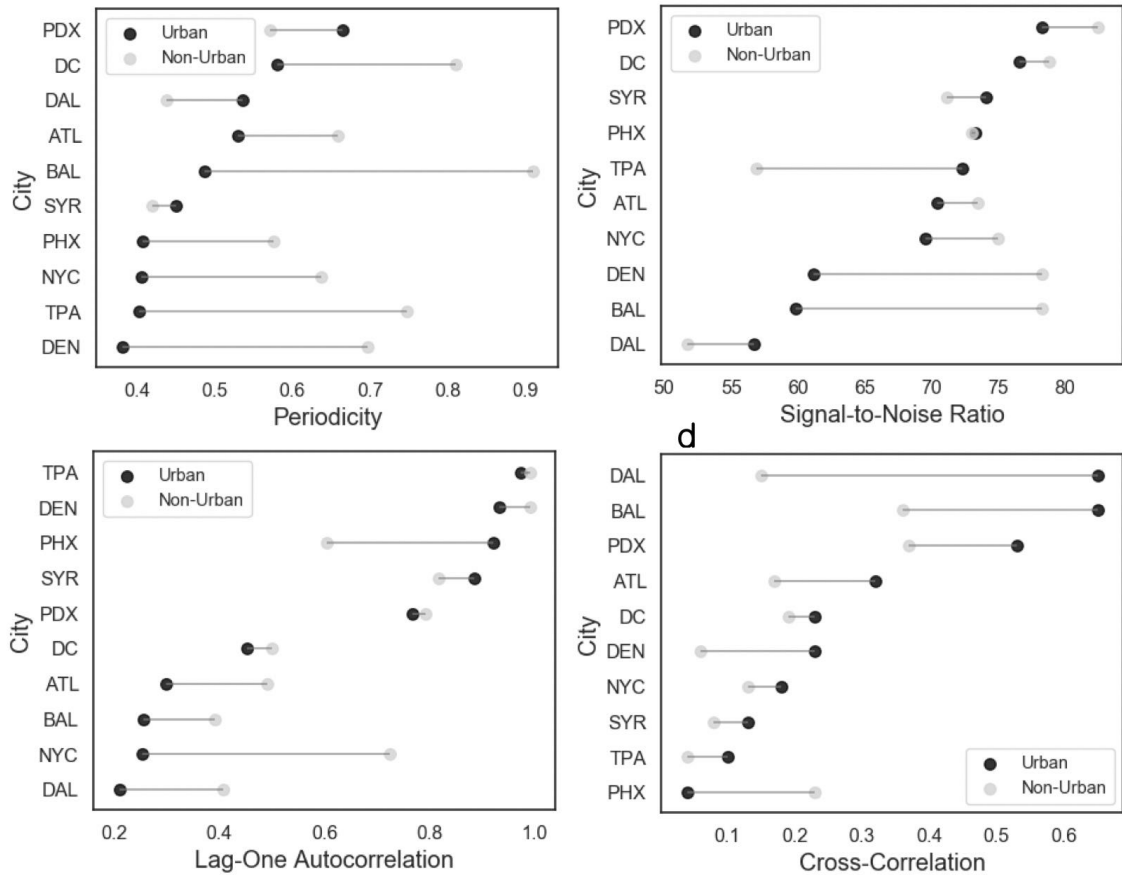 PDX
DC
DAL
ATL
BAL
SYR
PHX
NYC
TPA
DEN
City
Urban
Non-Urban
0.4 0.5 0.6 0.7 0.8 0.9
Periodicity
PDX
DC
SYR
PHX
TPA
ATL
NYC
DEN
BAL
DAL
City
Urban
Non-Urban
50 55 60 65 70 75 80
Signal-to-Noise Ratio
TPA
DEN
PHX
SYR
PDX
DC
ATL
BAL
NYC
DAL
City
Urban
Non-Urban
0.2 0.4 0.6 0.8 1.0
Lag-One Autocorrelation
d
DAL
BAL
PDX
ATL
DC
DEN
NYC
SYR
TPA
PHX
City
Urban
Non-Urban
0.1 0.2 0.3 0.4 0.5 0.6
Cross-Correlation